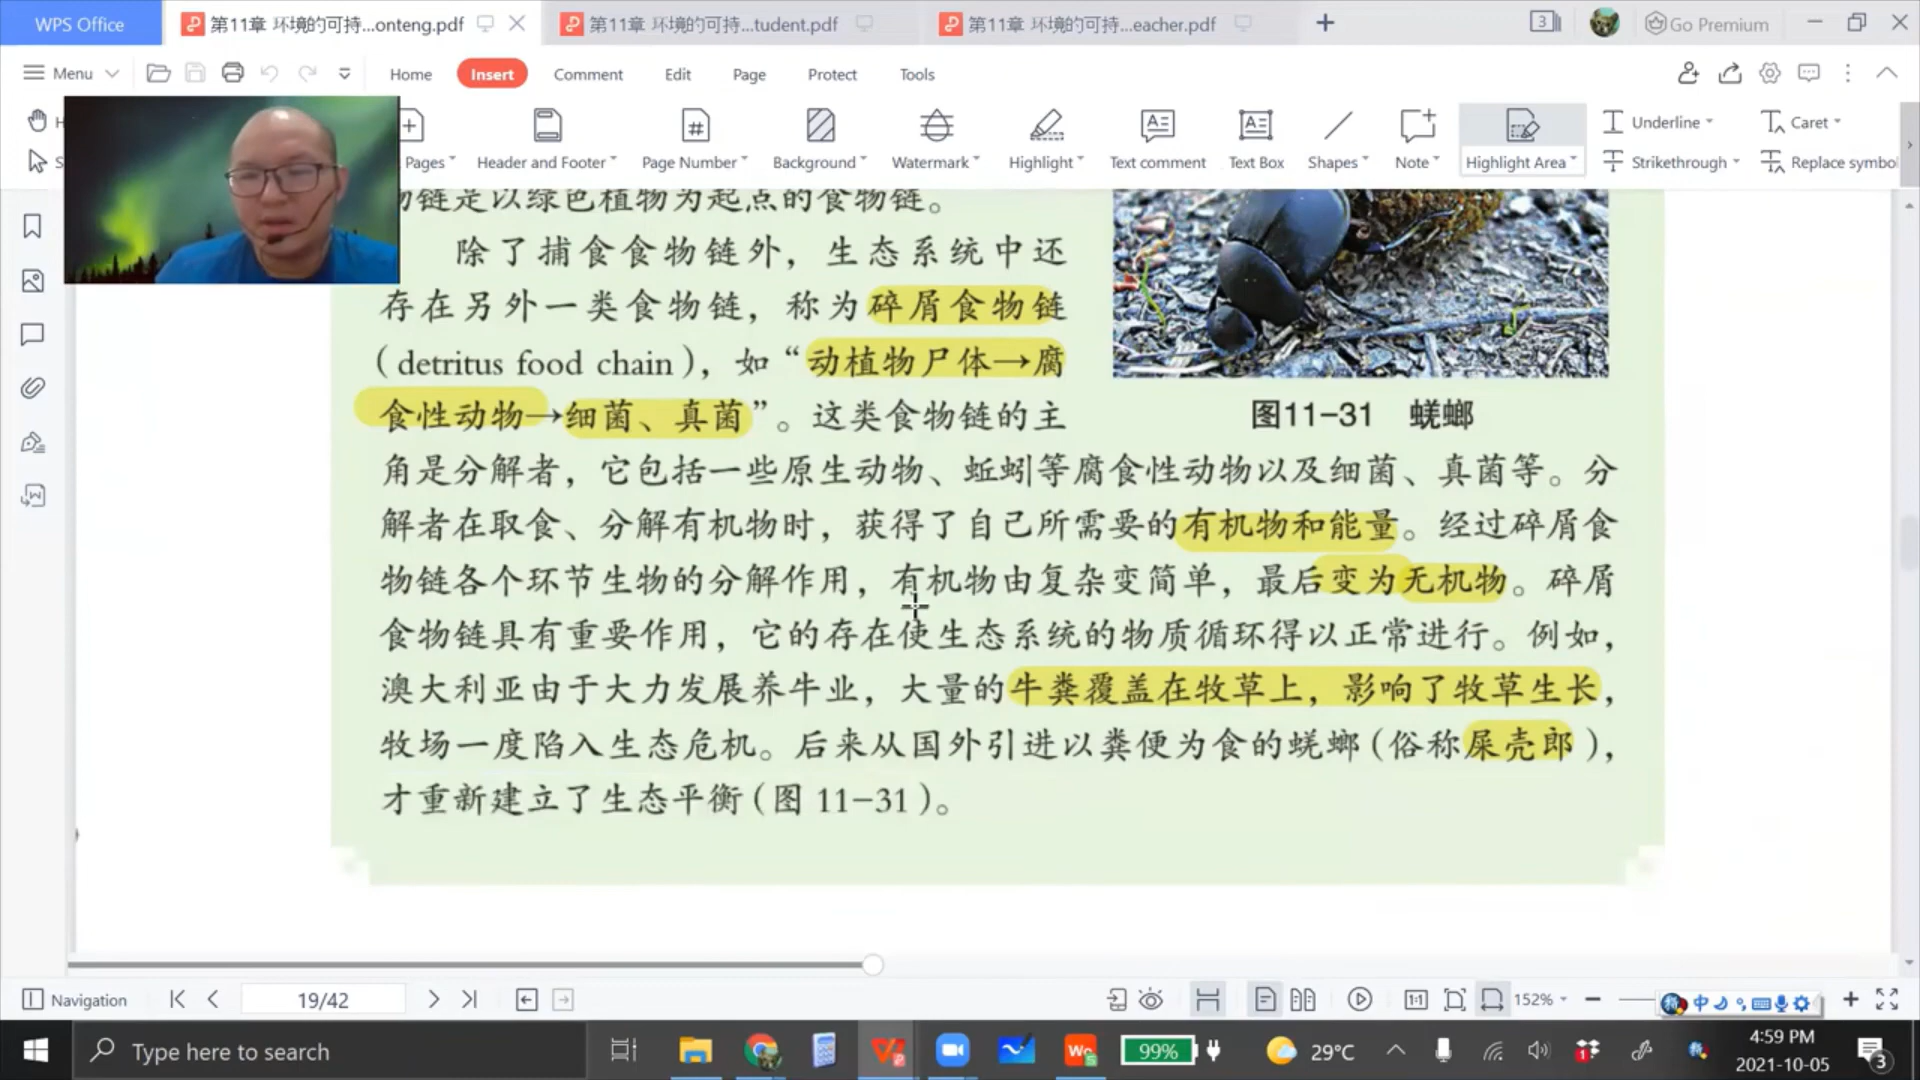 WPS Office
第11章 环境的可持...onteng.pdf
第11章 环境的可持...tudent.pdf
第11章 环境的可持...eacher.pdf
3
Go Premium
Menu
Home
Insert
Comment
Edit
Page
Protect
Tools
Pages
Header and Footer
Page Number
Background
Watermark
Highlight
Text comment
Text Box
Shapes
Note
Highlight Area
Underline
Strikethrough
Caret
Replace symbol
物链是以绿色植物为起点的食物链。
除了捕食食物链外，生态系统中还
存在另外一类食物链，称为碎屑食物链
（detritus food chain），如“动植物尸体→腐
食性动物→细菌、真菌”。这类食物链的主
图11-31 蜣螂
角是分解者，它包括一些原生动物、蚯蚓等腐食性动物以及细菌、真菌等。分
解者在取食、分解有机物时，获得了自己所需要的有机物和能量。经过碎屑食
物链各个环节生物的分解作用，有机物由复杂变简单，最后变为无机物。碎屑
食物链具有重要作用，它的存在使生态系统的物质循环得以正常进行。例如，
澳大利亚由于大力发展养牛业，大量的牛粪覆盖在牧草上，影响了牧草生长，
牧场一度陷入生态危机。后来从国外引进以粪便为食的蜣螂（俗称屎壳郎），
才重新建立了生态平衡（图 11-31）。
Navigation
19/42
152%
中
Type here to search
99%
29°C
4:59 PM
2021-10-05
3